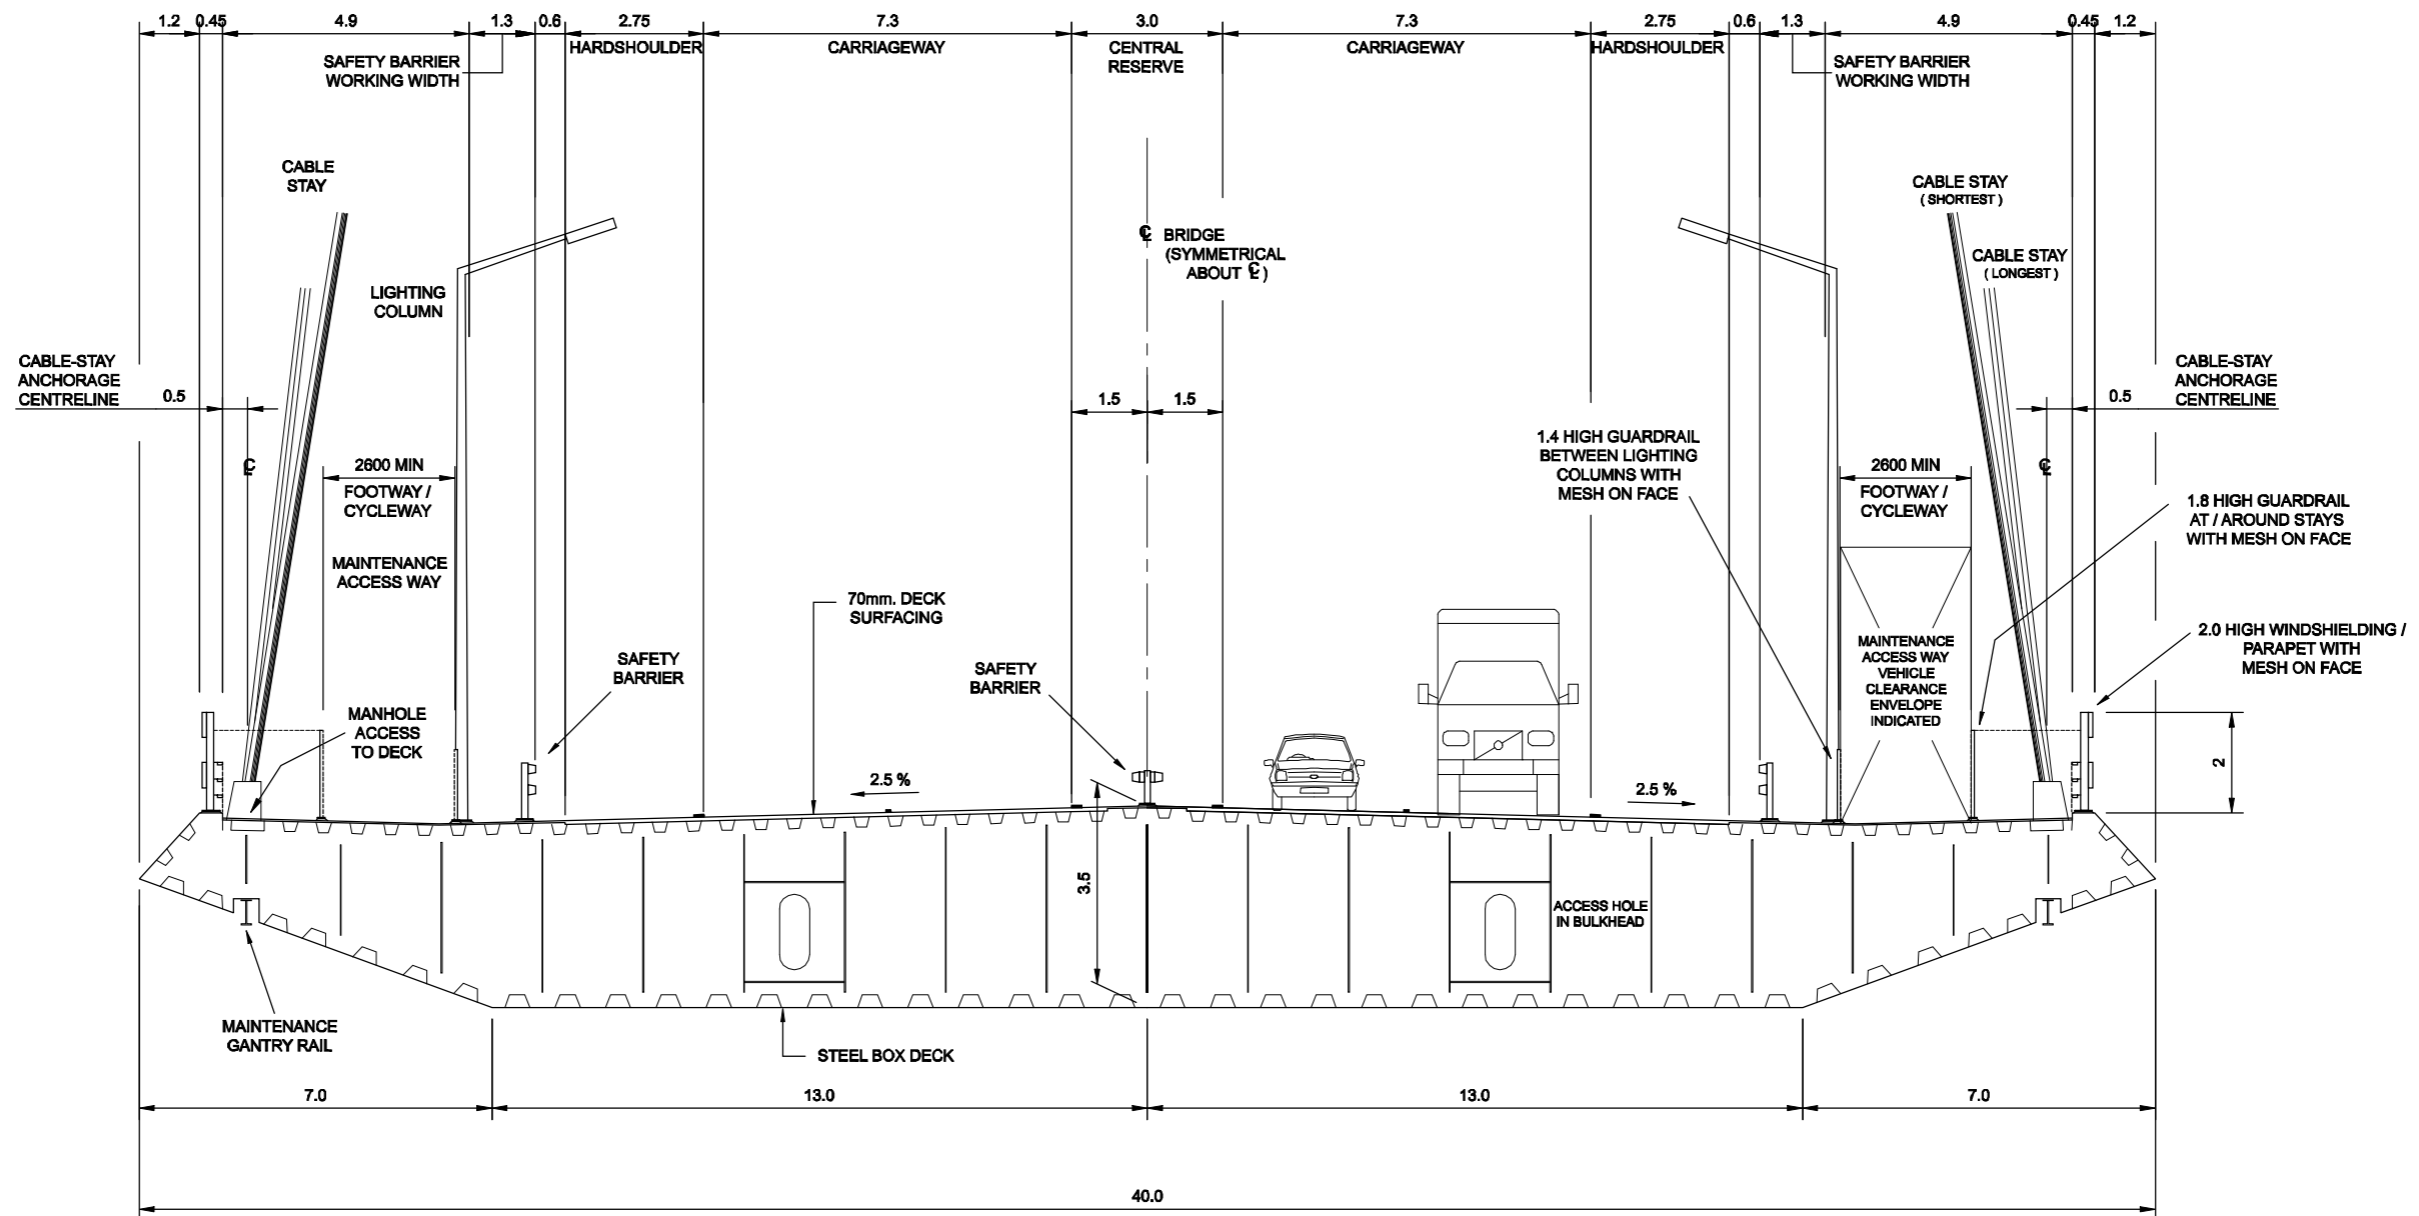 1.2 0.45 4.9 1.3 0.6 2.75 7.3 3.0 7.3 2.75 0.6 1.3 4.9 0.45 1.2
HARDSHOULDER
CARRIAGEWAY
CENTRAL
RESERVE
CARRIAGEWAY
HARDSHOULDER
SAFETY BARRIER
WORKING WIDTH
SAFETY BARRIER
WORKING WIDTH
CABLE
STAY
CABLE STAY
( SHORTEST )
℄ BRIDGE
(SYMMETRICAL
ABOUT ℄ )
CABLE STAY
( LONGEST )
LIGHTING
COLUMN
CABLE-STAY
ANCHORAGE
CENTRELINE
0.5
1.5
1.5
0.5
CABLE-STAY
ANCHORAGE
CENTRELINE
℄
2600 MIN
FOOTWAY /
CYCLEWAY
MAINTENANCE
ACCESS WAY
1.4 HIGH GUARDRAIL
BETWEEN LIGHTING
COLUMNS WITH
MESH ON FACE
2600 MIN
FOOTWAY /
CYCLEWAY
℄
1.8 HIGH GUARDRAIL
AT / AROUND STAYS
WITH MESH ON FACE
70mm. DECK
SURFACING
SAFETY
BARRIER
SAFETY
BARRIER
MAINTENANCE
ACCESS WAY
VEHICLE
CLEARANCE
ENVELOPE
INDICATED
2.0 HIGH WINDSHIELDING /
PARAPET WITH
MESH ON FACE
MANHOLE
ACCESS
TO DECK
2.5 %
2.5 %
2
3.5
ACCESS HOLE
IN BULKHEAD
MAINTENANCE
GANTRY RAIL
STEEL BOX DECK
7.0 13.0 13.0 7.0
40.0